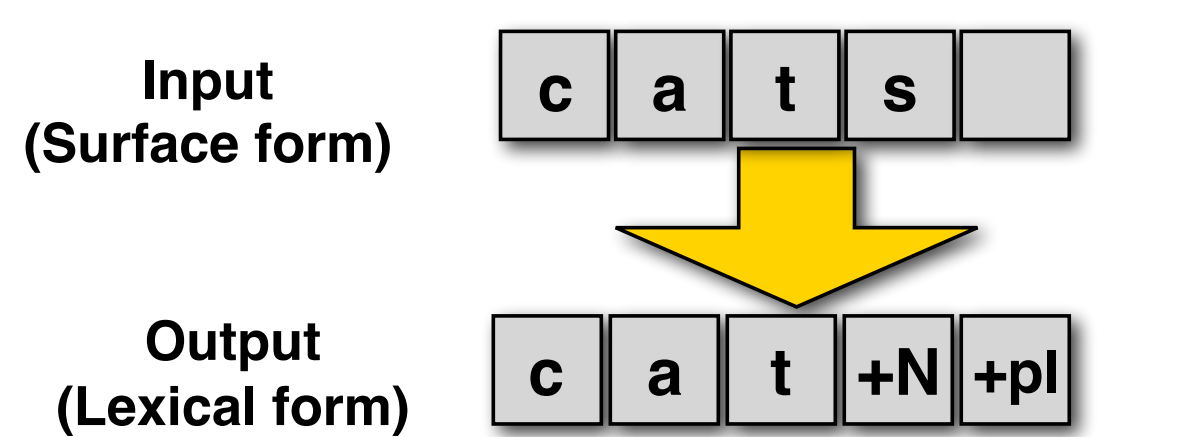 Input
(Surface form)
c a t s
Output
(Lexical form)
c a t +N +pl